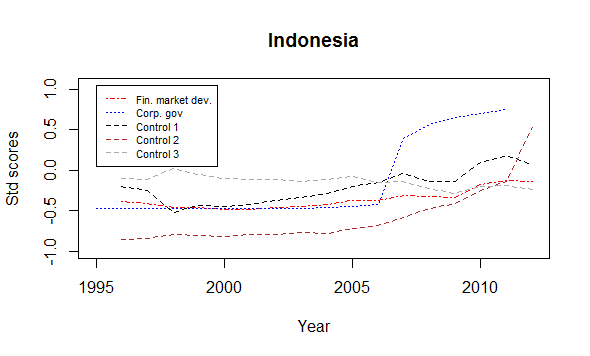 Indonesia
Std scores
1.0
0.5
0.0
-0.5
-1.0
Fin. market dev.
Corp. gov
Control 1
Control 2
Control 3
1995 2000 2005 2010
Year